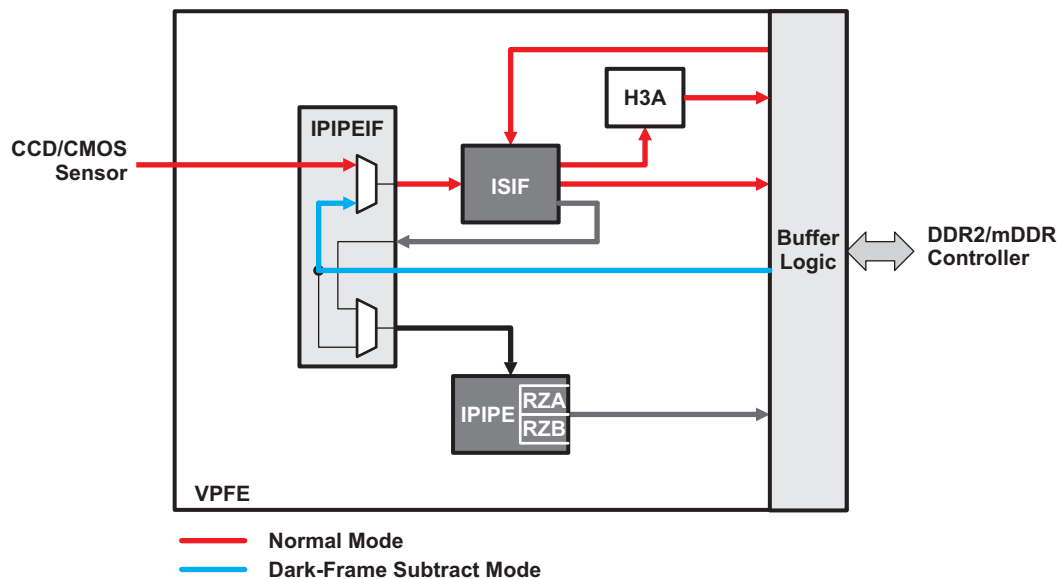 H3A
IPIPEIF
CCD/CMOS
Sensor
ISIF
Buffer
Logic
DDR2/mDDR
Controller
IPIPE
RZA
RZB
VPFE
Normal Mode
Dark-Frame Subtract Mode